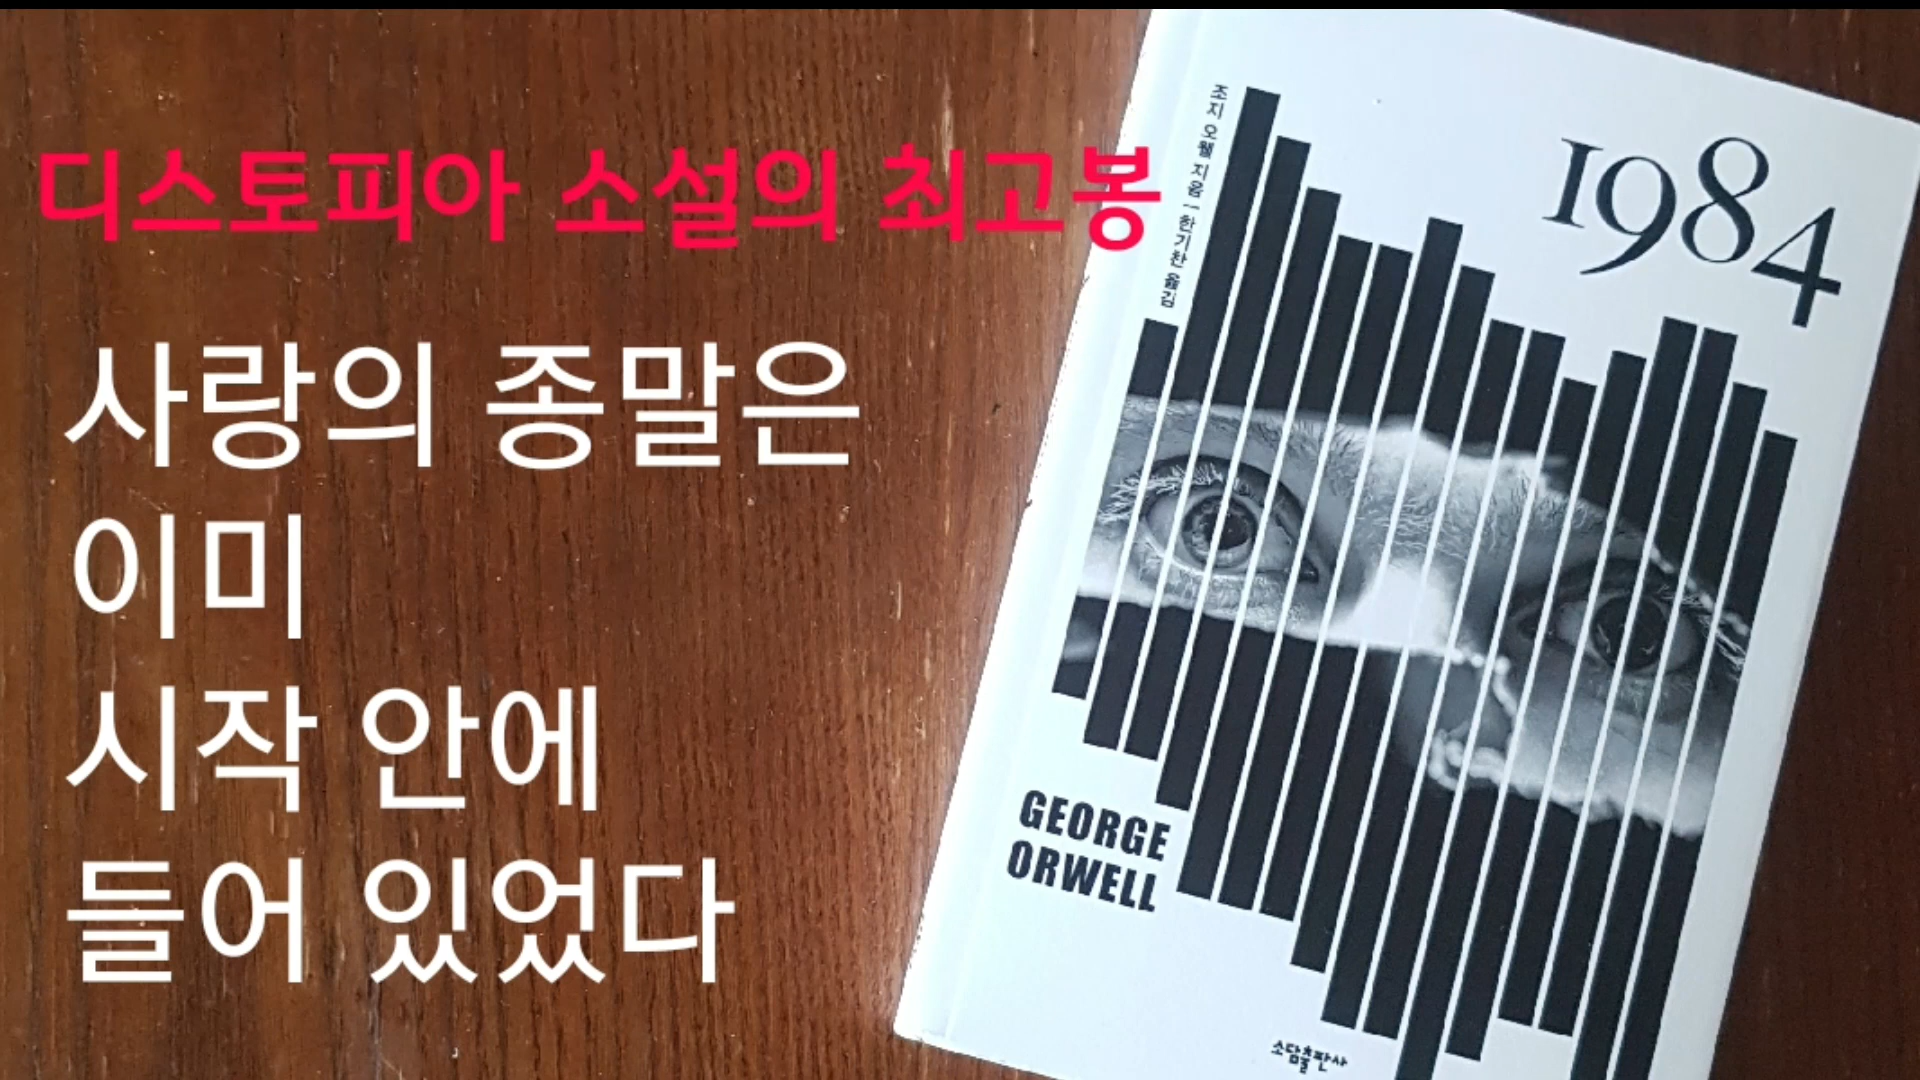 디스토피아 소설의 최고봉
사랑의 종말은
이미
시작 안에
들어 있었다
조지 오웰 지음 | 한기찬 옮김
1984
GEORGE
ORWELL
소담출판사